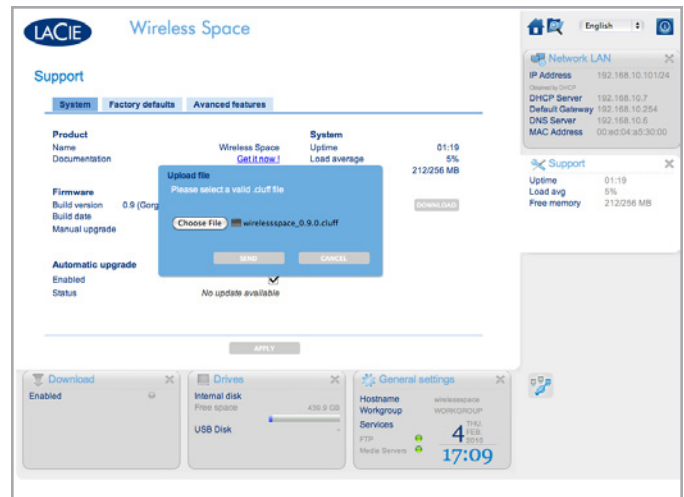 LACIE Wireless Space
English
Support
System Factory defaults Avanced features
Product
Name Wireless Space
Documentation Get it now !
System
Uptime 01:19
Load average 5%
212/256 MB
Firmware
Build version 0.9 (Gorg
Build date
Manual upgrade
DOWNLOAD
Upload file
Please select a valid .cluff file
Choose File wirelessspace_0.9.0.cluff
SEND CANCEL
Automatic upgrade
Enabled
Status No update available
APPLY
Network LAN
IP Address 192.168.10.101/24
Obtained by DHCP
DHCP Server 192.168.10.7
Default Gateway 192.168.10.254
DNS Server 192.168.10.6
MAC Address 00:ed:04:a5:30:00
Support
Uptime 01:19
Load avg 5%
Free memory 212/256 MB
Download
Enabled
Drives
Internal disk
Free space 439.9 GB
USB Disk -
General settings
Hostname wirelessspace
Workgroup WORKGROUP
Services
FTP
Media Servers
4 THU. FEB. 2010
17:09